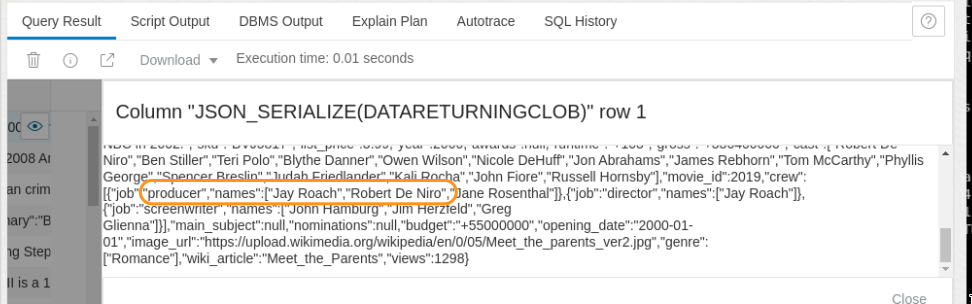 Query Result Script Output DBMS Output Explain Plan Autotrace SQL History
Download Execution time: 0.01 seconds
Column "JSON_SERIALIZE(DATARETURNINGCLOB)" row 1
Niro","Ben Stiller","Teri Polo","Blythe Danner","Owen Wilson","Nicole DeHuff","Jon Abrahams","James Rebhorn","Tom McCarthy","Phyllis
George","Spencer Breslin","Judah Friedlander","Kali Rocha","John Fiore","Russell Hornsby"],"movie_id":2019,"crew":
[{"job":"producer","names":["Jay Roach","Robert De Niro","Jane Rosenthal"]},{"job":"director","names":["Jay Roach"]},
{"job":"screenwriter","names":["John Hamburg","Jim Herzfeld","Greg
Glienna"]}],"main_subject":null,"nominations":null,"budget":"+55000000","opening_date":"2000-01-
01","image_url":"https://upload.wikimedia.org/wikipedia/en/0/05/Meet_the_parents_ver2.jpg","genre":
["Romance"],"wiki_article":"Meet_the_Parents","views":1298}
2008 A
an crim
nary":"B
ng Step
II is a 1
Close